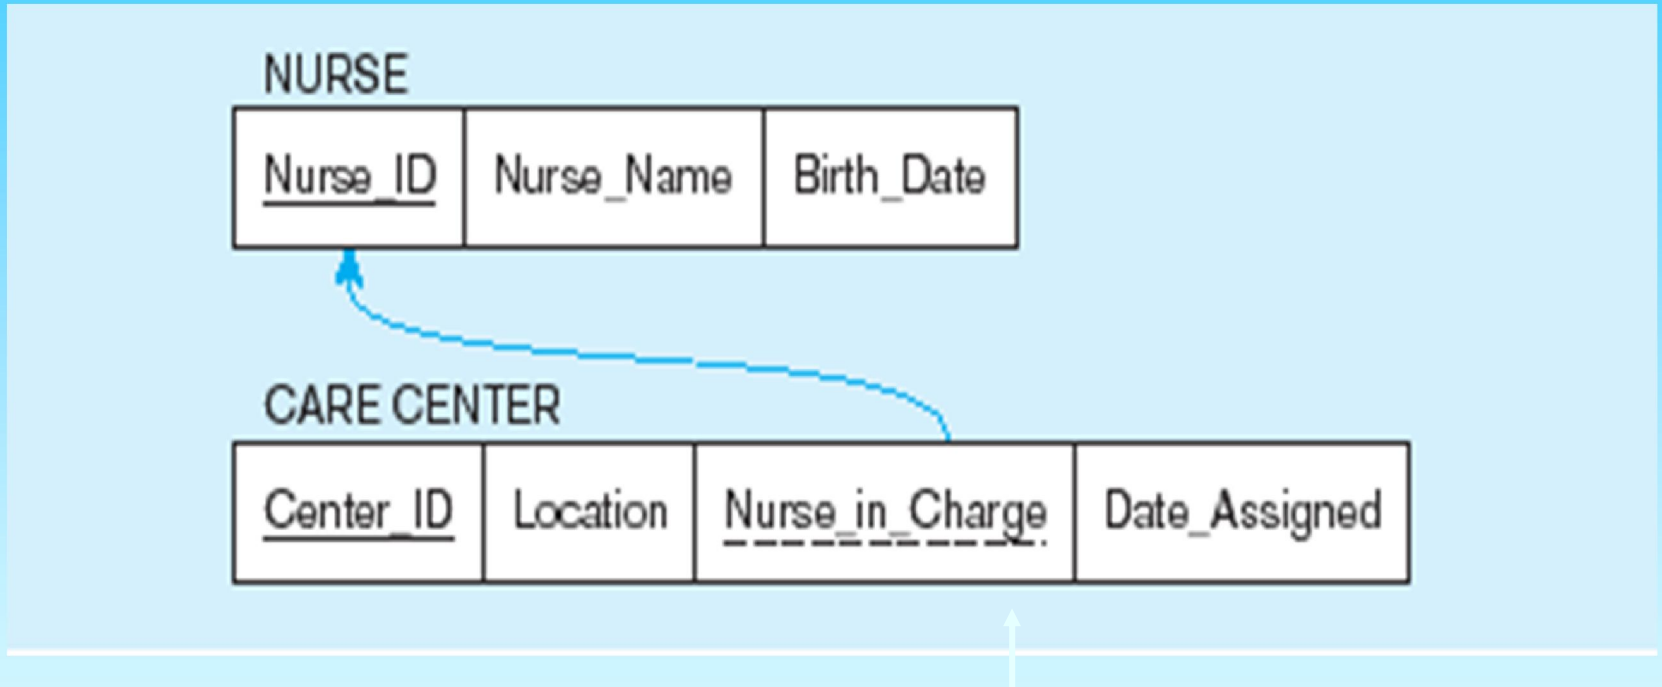 NURSE
Nurse_ID Nurse_Name Birth_Date
CARE CENTER
Center_ID Location Nurse_in_Charge Date_Assigned